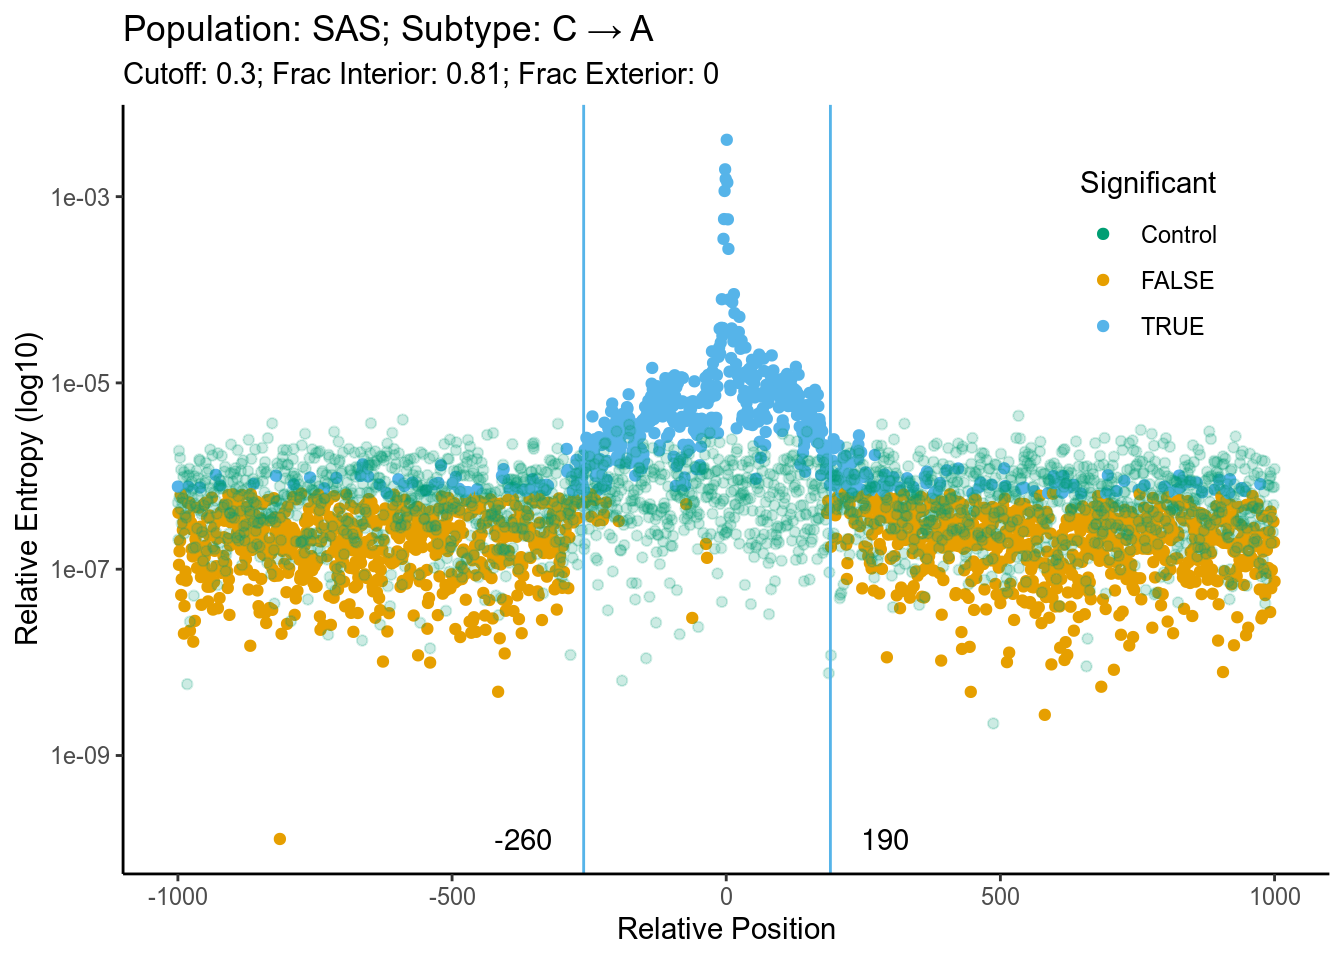 Population: SAS; Subtype: C → A
Cutoff: 0.3; Frac Interior: 0.81; Frac Exterior: 0
Relative Entropy (log10)
1e-03
1e-05
1e-07
1e-09
Significant
Control
FALSE
TRUE
-260
190
-1000
-500
0
500
1000
Relative Position